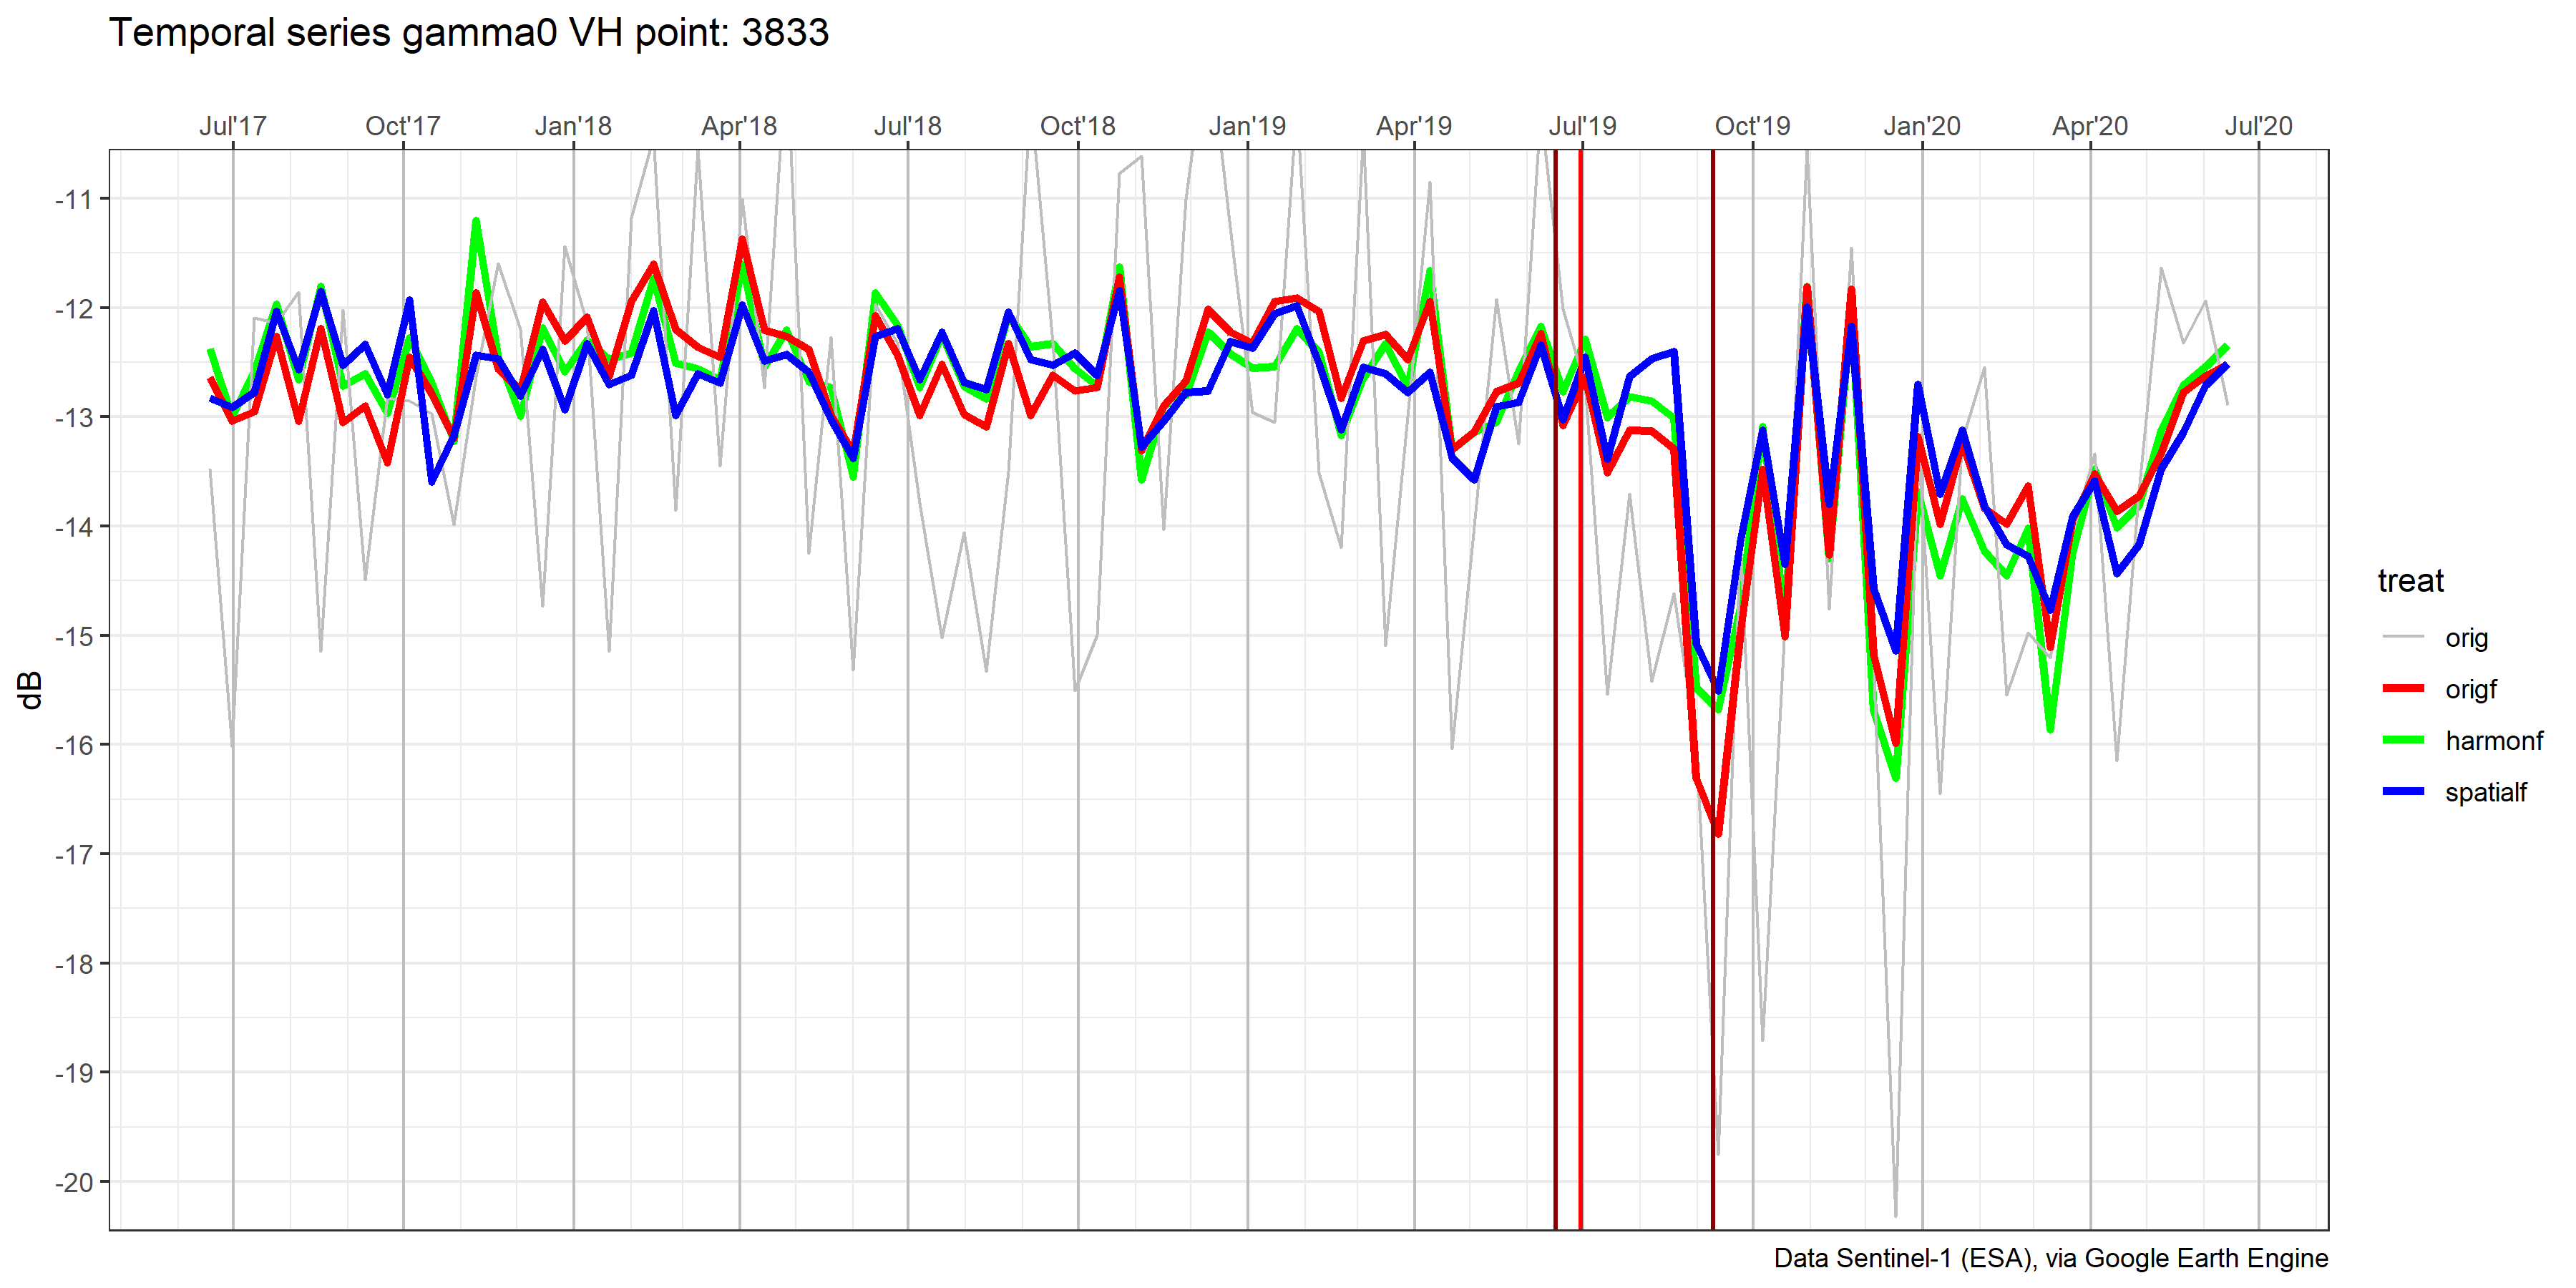 Temporal series gamma0 VH point: 3833
Jul'17 Oct'17 Jan'18 Apr'18 Jul'18 Oct'18 Jan'19 Apr'19 Jul'19 Oct'19 Jan'20 Apr'20 Jul'20
-11
-12
-13
-14
-15
-16
-17
-18
-19
-20
dB
treat
orig
origf
harmonf
spatialf
Data Sentinel-1 (ESA), via Google Earth Engine